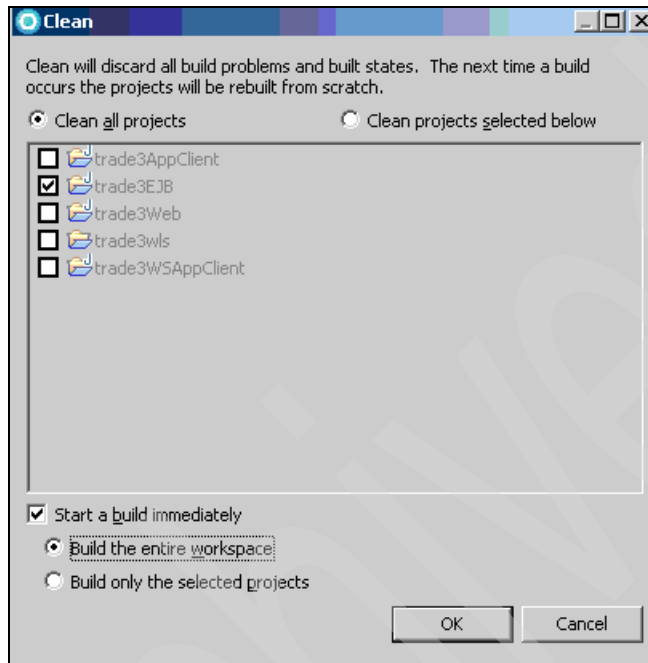 Clean
Clean will discard all build problems and built states. The next time a build
occurs the projects will be rebuilt from scratch.
Clean all projects
Clean projects selected below
trade3AppClient
trade3EJB
trade3Web
trade3wls
trade3WSAppClient
Start a build immediately
Build the entire workspace
Build only the selected projects
OK
Cancel